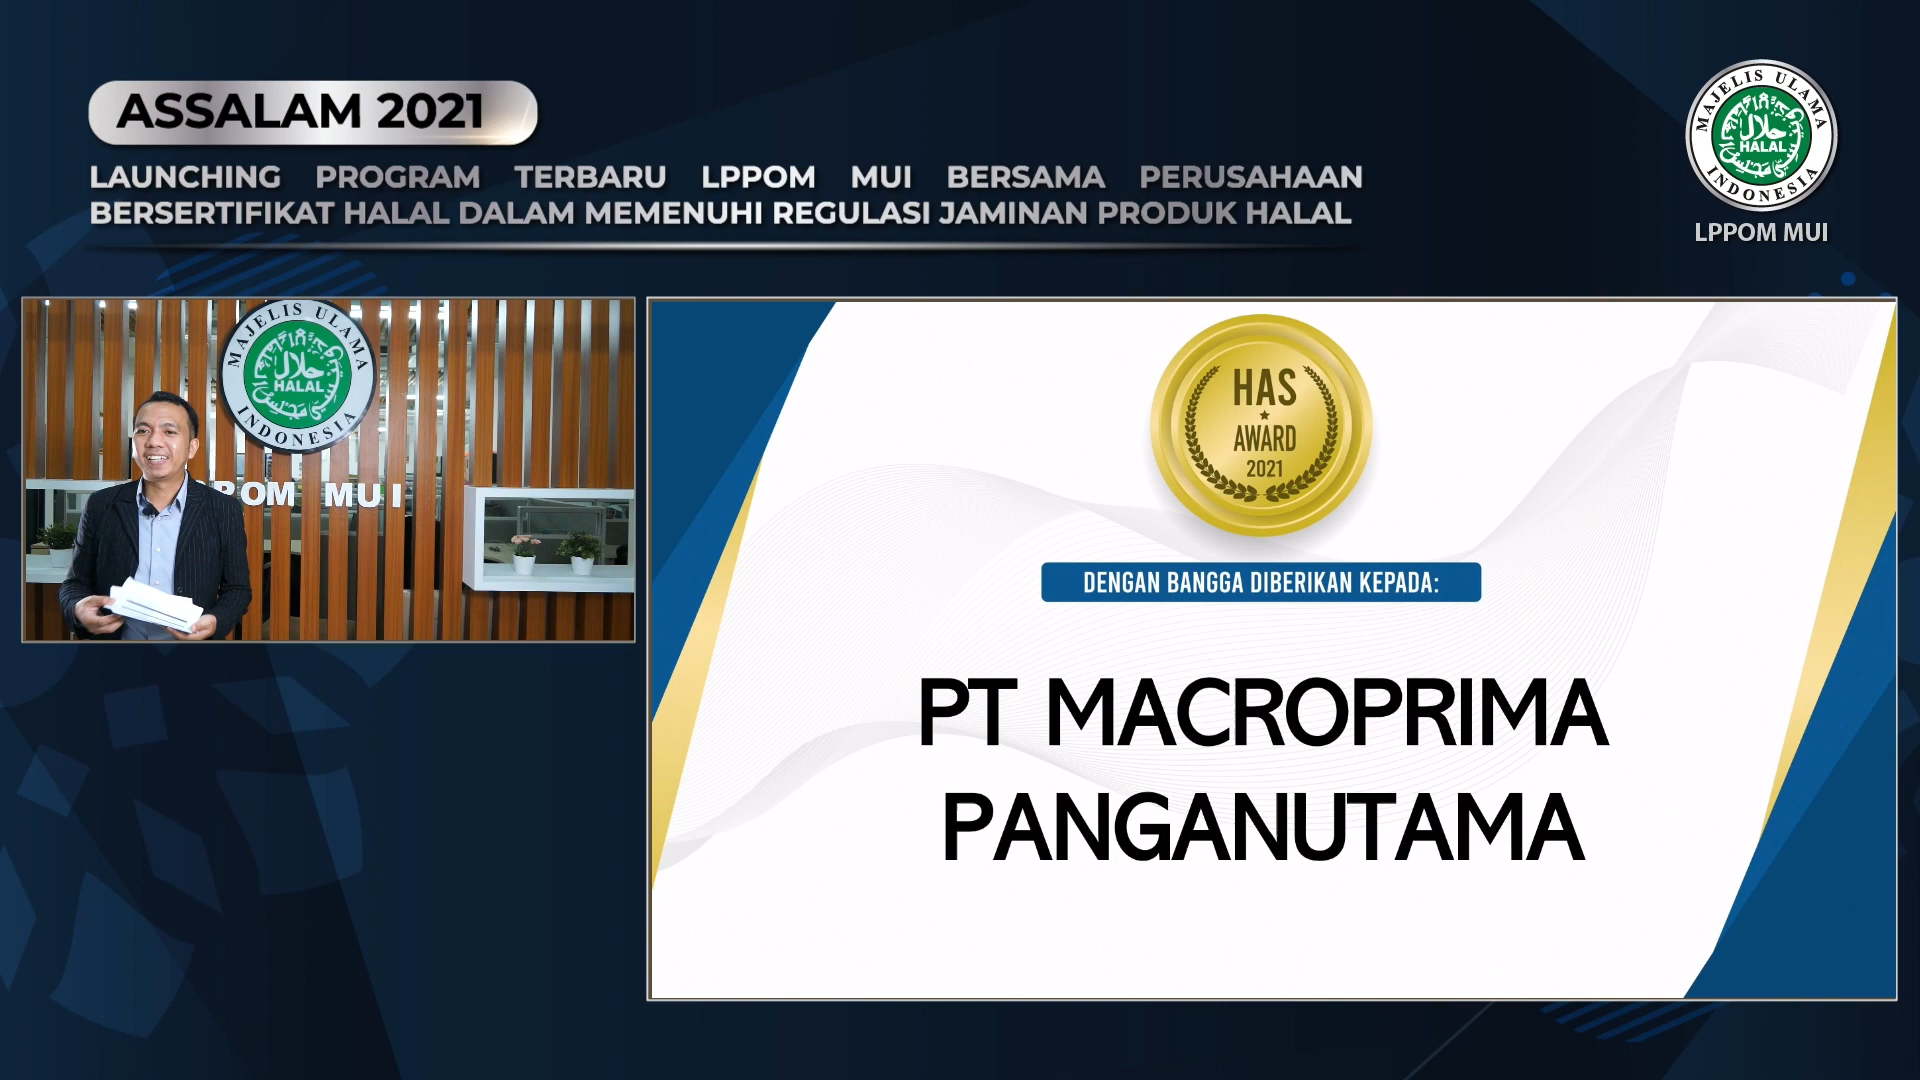 ASSALAM 2021
LAUNCHING PROGRAM TERBARU LPPOM MUI BERSAMA PERUSAHAAN
BERSERTIFIKAT HALAL DALAM MEMENUHI REGULASI JAMINAN PRODUK HALAL
MAJELIS ULAMA
حلال
HALAL
INDONESIA
LPPOM MUI
MAJELIS ULAMA
حلال
HALAL
INDONESIA
MUI
HAS
AWARD
2021
DENGAN BANGGA DIBERIKAN KEPADA:
PT MACROPRIMA
PANGANUTAMA